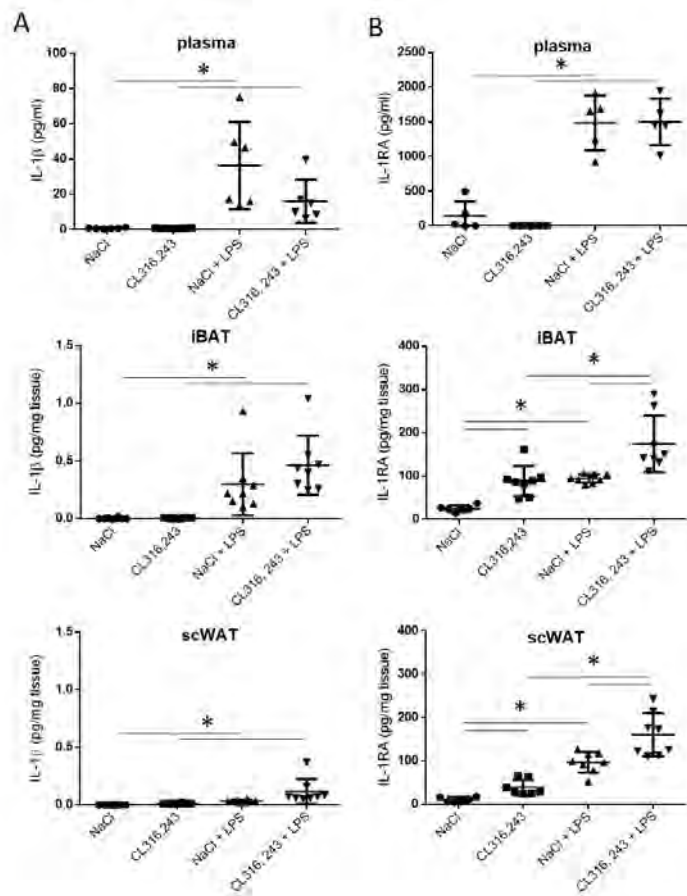 A
plasma
IL-1β (pg/ml)
100
80
60
40
20
0
*
NaCl
CL316,243
NaCl + LPS
CL316, 243 + LPS
B
plasma
IL-1RA (pg/ml)
2500
2000
1500
1000
500
0
*
NaCl
CL316,243
NaCl + LPS
CL316, 243 + LPS
iBAT
IL-1β (pg/mg tissue)
1.5
1.0
0.5
0.0
*
NaCl
CL316,243
NaCl + LPS
CL316, 243 + LPS
iBAT
IL-1RA (pg/mg tissue)
400
300
200
100
0
*
*
NaCl
CL316,243
NaCl + LPS
CL316, 243 + LPS
scWAT
IL-1β (pg/mg tissue)
1.5
1.0
0.5
0.0
*
NaCl
CL316,243
NaCl + LPS
CL316, 243 + LPS
scWAT
IL-1RA (pg/mg tissue)
400
300
200
100
0
*
*
NaCl
CL316,243
NaCl + LPS
CL316, 243 + LPS